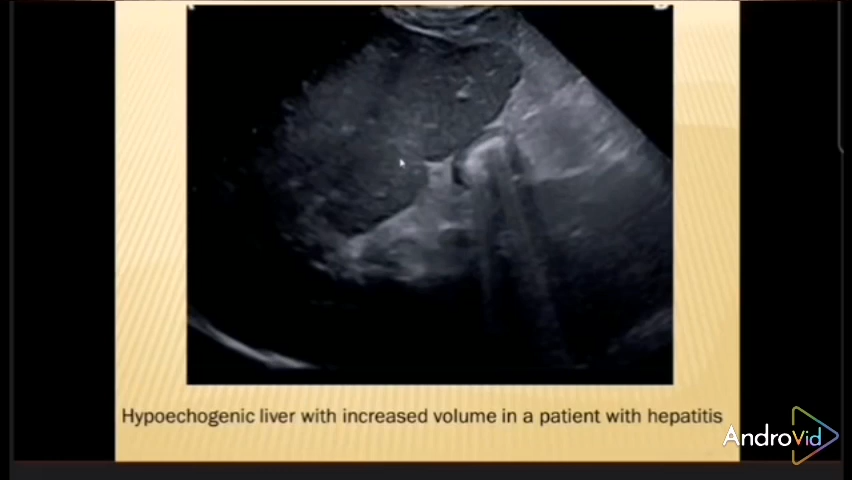 Hypoechogenic liver with increased volume in a patient with hepatitis
AndroVid